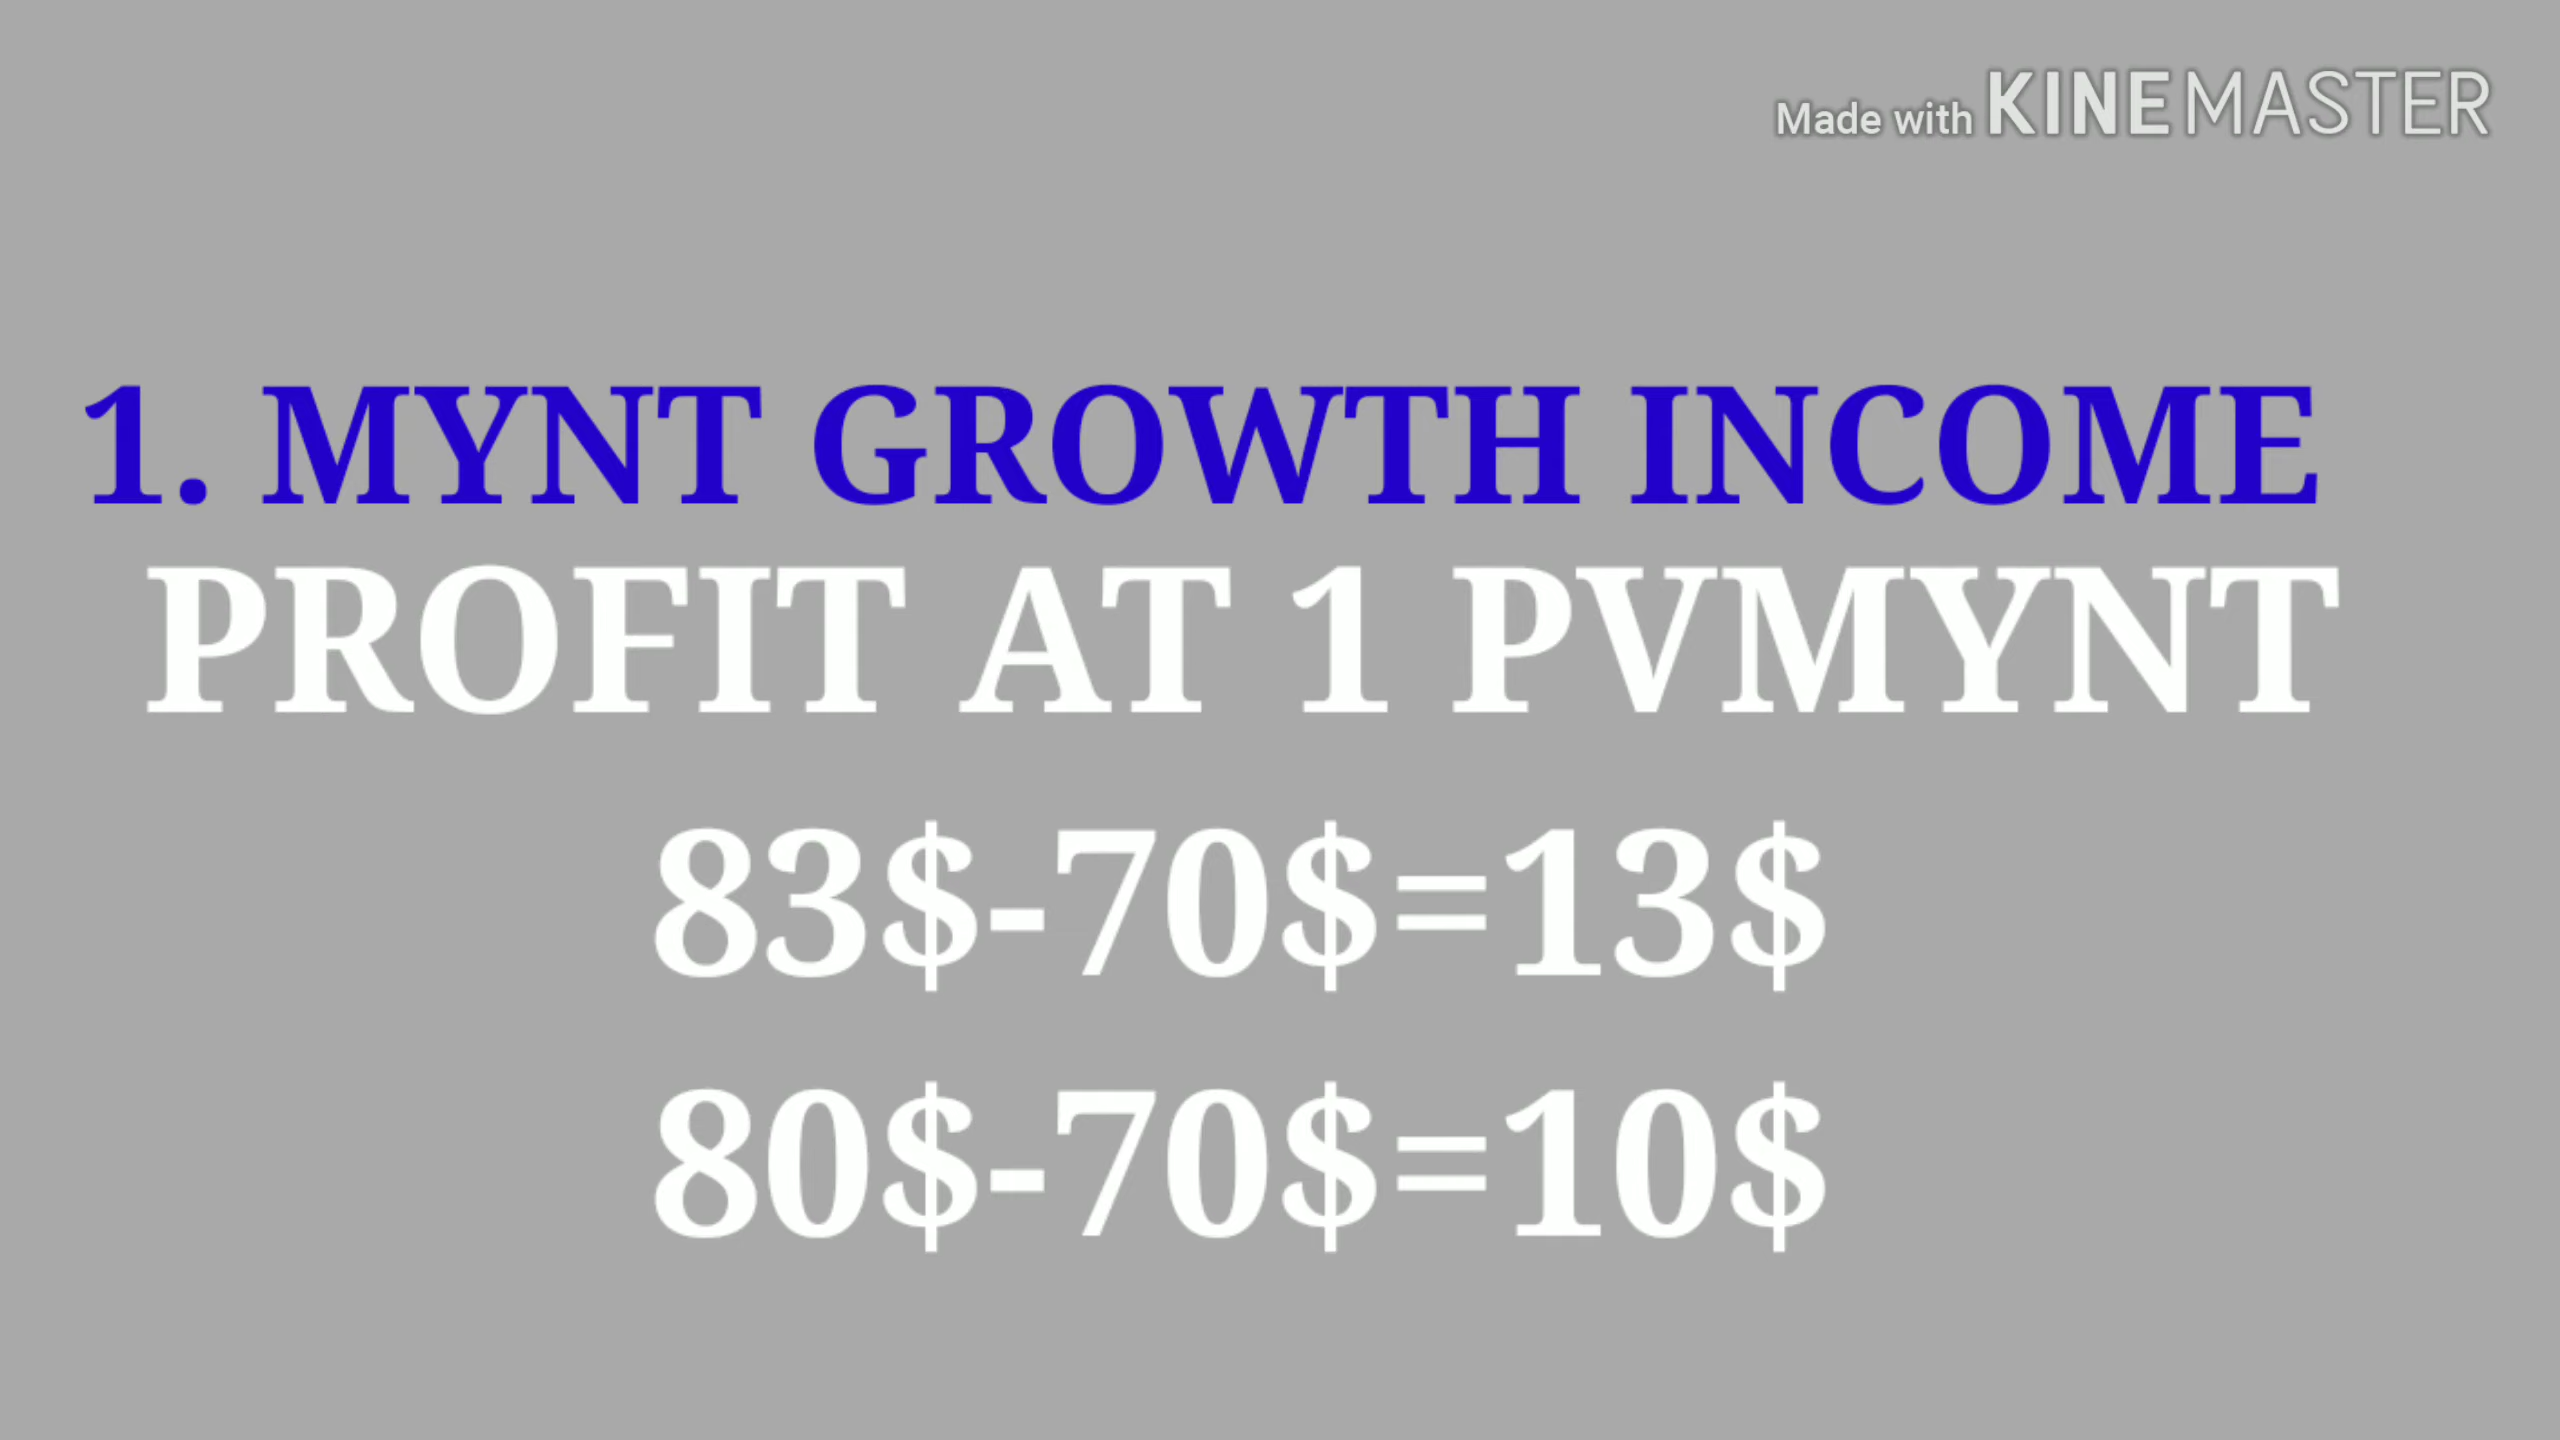 Made with KINEMASTER
1. MYNT GROWTH INCOME
PROFIT AT 1 PVMYNT
83$-70$=13$
80$-70$=10$